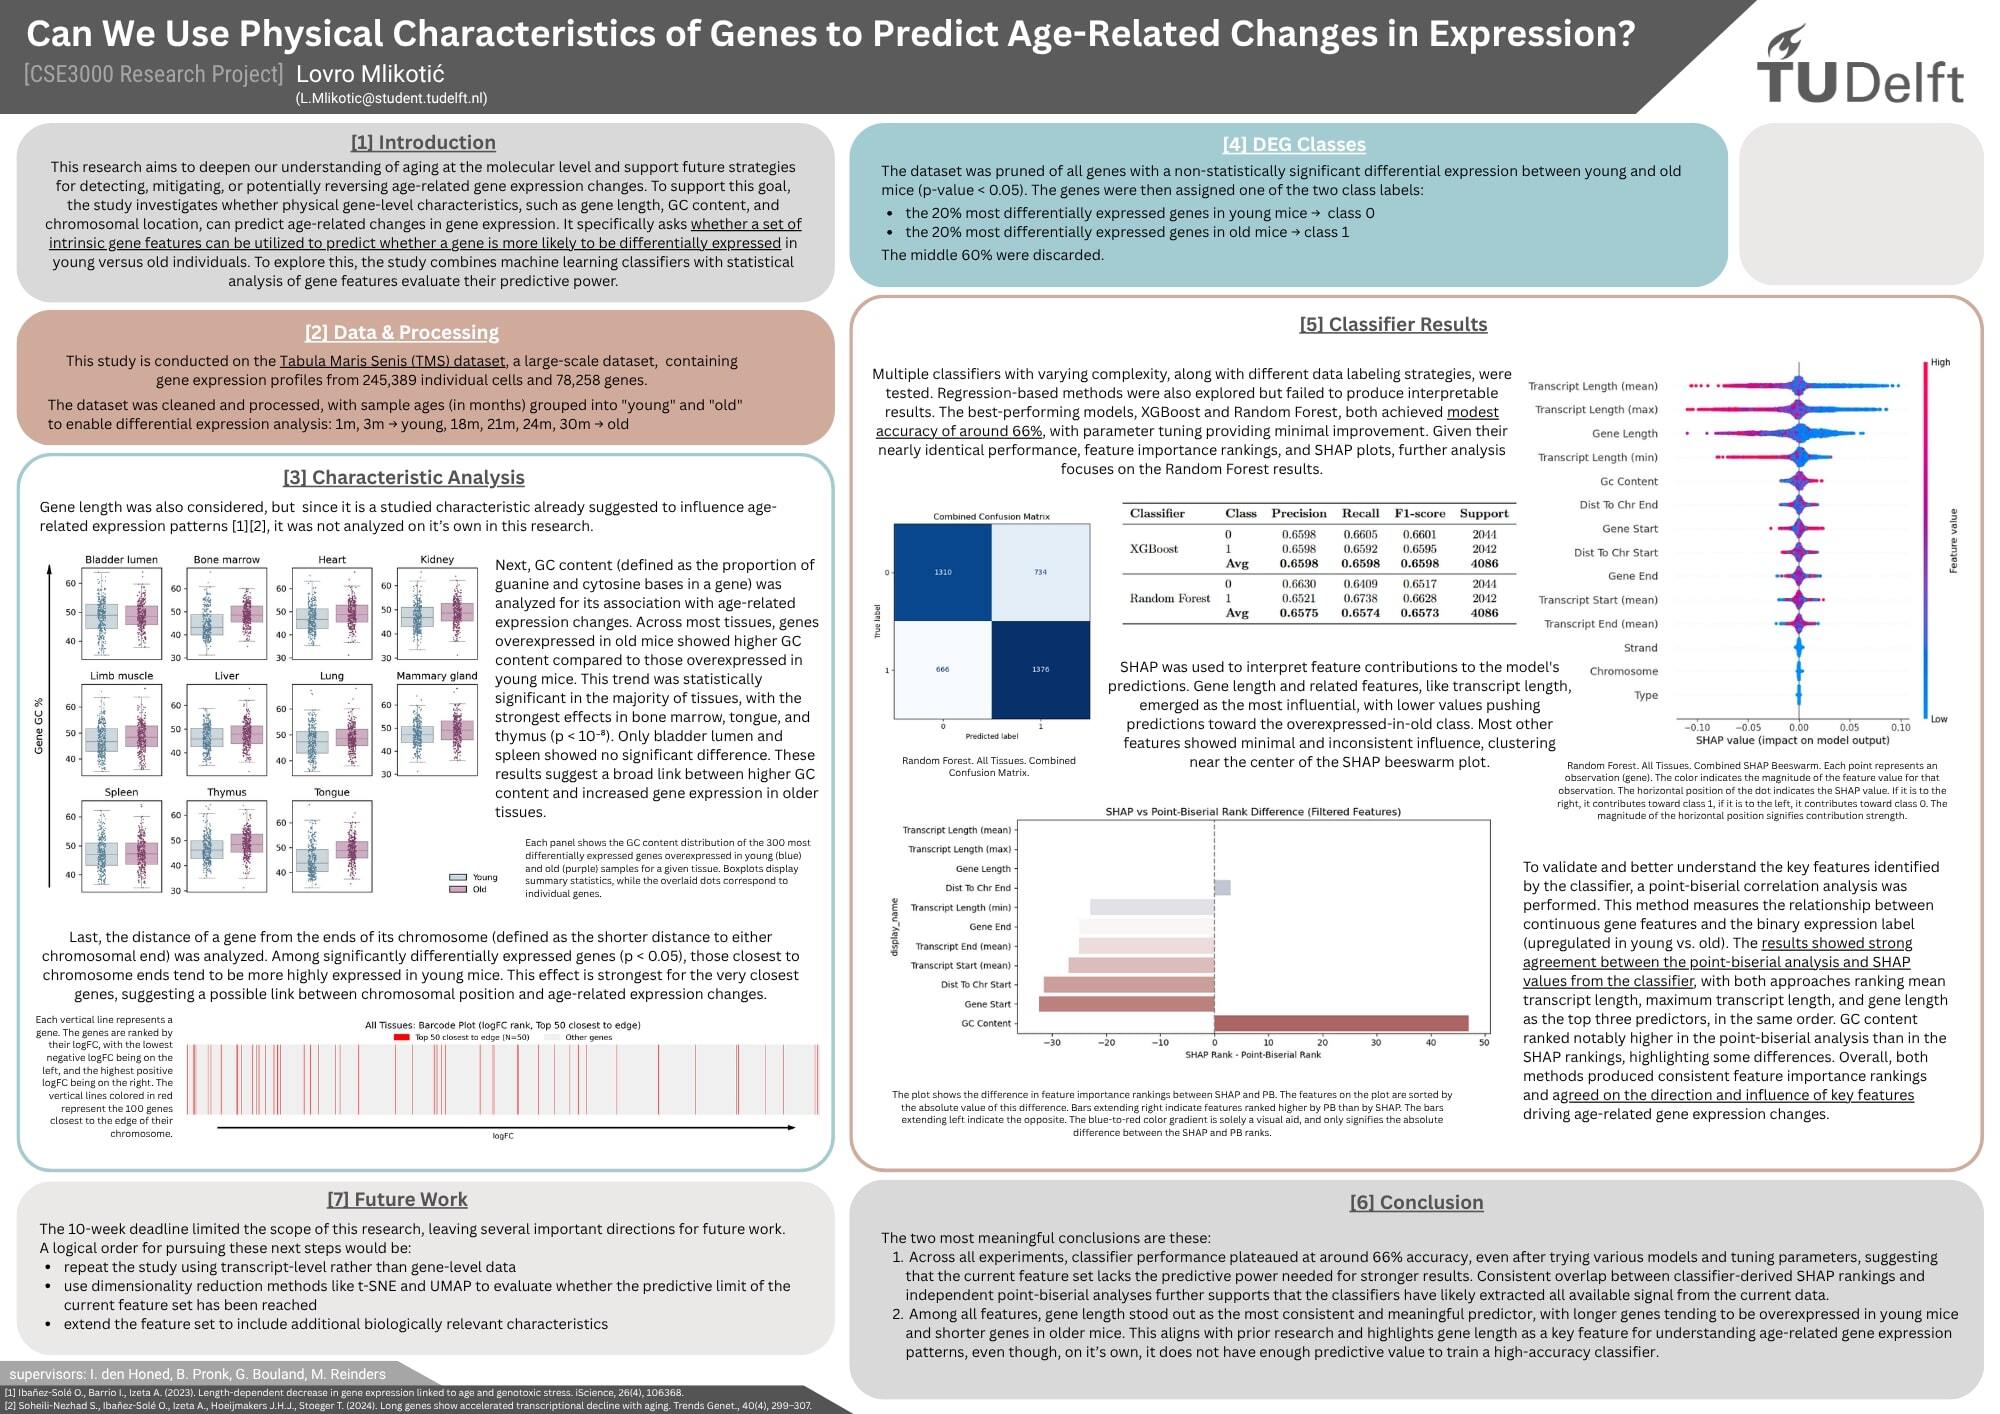 Can We Use Physical Characteristics of Genes to Predict Age-Related Changes in Expression?
[CSE3000 Research Project] Lovro Mlikotić
(L.Mlikotic@student.tudelft.nl)
TU Delft
[1] Introduction
This research aims to deepen our understanding of aging at the molecular level and support future strategies
for detecting, mitigating, or potentially reversing age-related gene expression changes. To support this goal,
the study investigates whether physical gene-level characteristics, such as gene length, GC content, and
chromosomal location, can predict age-related changes in gene expression. It specifically asks whether a set of
intrinsic gene features can be utilized to predict whether a gene is more likely to be differentially expressed in
young versus old individuals. To explore this, the study combines machine learning classifiers with statistical
analysis of gene features evaluate their predictive power.
[2] Data & Processing
This study is conducted on the Tabula Maris Senis (TMS) dataset, a large-scale dataset, containing
gene expression profiles from 245,389 individual cells and 78,258 genes.
The dataset was cleaned and processed, with sample ages (in months) grouped into "young" and "old"
to enable differential expression analysis: 1m, 3m → young, 18m, 21m, 24m, 30m → old
[3] Characteristic Analysis
Gene length was also considered, but since it is a studied characteristic already suggested to influence age-
related expression patterns [1][2], it was not analyzed on it's own in this research.
Gene GC %
Bladder lumen Bone marrow Heart Kidney
60 50 40
60 50 40 30
60 50 40 30
60 50 40 30
Limb muscle Liver Lung Mammary gland
60 50 40
60 50 40
60 50 40
60 50 40 30
Spleen Thymus Tongue
60 50 40
60 50 40 30
60 50 40
Young
Old
Next, GC content (defined as the proportion of
guanine and cytosine bases in a gene) was
analyzed for its association with age-related
expression changes. Across most tissues, genes
overexpressed in old mice showed higher GC
content compared to those overexpressed in
young mice. This trend was statistically
significant in the majority of tissues, with the
strongest effects in bone marrow, tongue, and
thymus (p < 10⁻⁸). Only bladder lumen and
spleen showed no significant difference. These
results suggest a broad link between higher GC
content and increased gene expression in older
tissues.
Each panel shows the GC content distribution of the 300 most
differentially expressed genes overexpressed in young (blue)
and old (purple) samples for a given tissue. Boxplots display
summary statistics, while the overlaid dots correspond to
individual genes.
Last, the distance of a gene from the ends of its chromosome (defined as the shorter distance to either
chromosomal end) was analyzed. Among significantly differentially expressed genes (p < 0.05), those closest to
chromosome ends tend to be more highly expressed in young mice. This effect is strongest for the very closest
genes, suggesting a possible link between chromosomal position and age-related expression changes.
Each vertical line represents a
gene. The genes are ranked by
their logFC, with the lowest
negative logFC being on the
left, and the highest positive
logFC being on the right. The
vertical lines colored in red
represent the 100 genes
closest to the edge of their
chromosome.
All Tissues: Barcode Plot (logFC rank, Top 50 closest to edge)
Top 50 closest to edge (N=50) Other genes
logFC
[4] DEG Classes
The dataset was pruned of all genes with a non-statistically significant differential expression between young and old
mice (p-value < 0.05). The genes were then assigned one of the two class labels:
• the 20% most differentially expressed genes in young mice → class 0
• the 20% most differentially expressed genes in old mice → class 1
The middle 60% were discarded.
[5] Classifier Results
Multiple classifiers with varying complexity, along with different data labeling strategies, were
tested. Regression-based methods were also explored but failed to produce interpretable
results. The best-performing models, XGBoost and Random Forest, both achieved modest
accuracy of around 66%, with parameter tuning providing minimal improvement. Given their
nearly identical performance, feature importance rankings, and SHAP plots, further analysis
focuses on the Random Forest results.
Combined Confusion Matrix
True label
0 1310 734
1 666 1376
0 1
Predicted label
Random Forest. All Tissues. Combined
Confusion Matrix.
Classifier Class Precision Recall F1-score Support
0 0.6598 0.6605 0.6601 2044
XGBoost 1 0.6598 0.6592 0.6595 2042
Avg 0.6598 0.6598 0.6598 4086
0 0.6630 0.6409 0.6517 2044
Random Forest 1 0.6521 0.6738 0.6628 2042
Avg 0.6575 0.6574 0.6573 4086
SHAP was used to interpret feature contributions to the model's
predictions. Gene length and related features, like transcript length,
emerged as the most influential, with lower values pushing
predictions toward the overexpressed-in-old class. Most other
features showed minimal and inconsistent influence, clustering
near the center of the SHAP beeswarm plot.
Transcript Length (mean)
Transcript Length (max)
Gene Length
Transcript Length (min)
Gc Content
Dist To Chr End
Gene Start
Dist To Chr Start
Gene End
Transcript Start (mean)
Transcript End (mean)
Strand
Chromosome
Type
−0.10 −0.05 0.00 0.05 0.10
SHAP value (impact on model output)
High
Feature value
Low
Random Forest. All Tissues. Combined SHAP Beeswarm. Each point represents an
observation (gene). The color indicates the magnitude of the feature value for that
observation. The horizontal position of the dot indicates the SHAP value. If it is to the
right, it contributes toward class 1, if it is to the left, it contributes toward class 0. The
magnitude of the horizontal position signifies contribution strength.
SHAP vs Point-Biserial Rank Difference (Filtered Features)
display_name
Transcript Length (mean)
Transcript Length (max)
Gene Length
Dist To Chr End
Transcript Length (min)
Gene End
Transcript End (mean)
Transcript Start (mean)
Dist To Chr Start
Gene Start
GC Content
−30 −20 −10 0 10 20 30 40 50
SHAP Rank - Point-Biserial Rank
The plot shows the difference in feature importance rankings between SHAP and PB. The features on the plot are sorted by
the absolute value of this difference. Bars extending right indicate features ranked higher by PB than by SHAP. The bars
extending left indicate the opposite. The blue-to-red color gradient is solely a visual aid, and only signifies the absolute
difference between the SHAP and PB ranks.
To validate and better understand the key features identified
by the classifier, a point-biserial correlation analysis was
performed. This method measures the relationship between
continuous gene features and the binary expression label
(upregulated in young vs. old). The results showed strong
agreement between the point-biserial analysis and SHAP
values from the classifier, with both approaches ranking mean
transcript length, maximum transcript length, and gene length
as the top three predictors, in the same order. GC content
ranked notably higher in the point-biserial analysis than in the
SHAP rankings, highlighting some differences. Overall, both
methods produced consistent feature importance rankings
and agreed on the direction and influence of key features
driving age-related gene expression changes.
[7] Future Work
The 10-week deadline limited the scope of this research, leaving several important directions for future work.
A logical order for pursuing these next steps would be:
• repeat the study using transcript-level rather than gene-level data
• use dimensionality reduction methods like t-SNE and UMAP to evaluate whether the predictive limit of the
current feature set has been reached
• extend the feature set to include additional biologically relevant characteristics
[6] Conclusion
The two most meaningful conclusions are these:
1. Across all experiments, classifier performance plateaued at around 66% accuracy, even after trying various models and tuning parameters, suggesting
that the current feature set lacks the predictive power needed for stronger results. Consistent overlap between classifier-derived SHAP rankings and
independent point-biserial analyses further supports that the classifiers have likely extracted all available signal from the current data.
2. Among all features, gene length stood out as the most consistent and meaningful predictor, with longer genes tending to be overexpressed in young mice
and shorter genes in older mice. This aligns with prior research and highlights gene length as a key feature for understanding age-related gene expression
patterns, even though, on it's own, it does not have enough predictive value to train a high-accuracy classifier.
supervisors: I. den Honed, B. Pronk, G. Bouland, M. Reinders
[1] Ibañez-Solé O., Barrio I., Izeta A. (2023). Length-dependent decrease in gene expression linked to age and genotoxic stress. iScience, 26(4), 106368.
[2] Soheili-Nezhad S., Ibañez-Solé O., Izeta A., Hoeijmakers J.H.J., Stoeger T. (2024). Long genes show accelerated transcriptional decline with aging. Trends Genet., 40(4), 299–307.